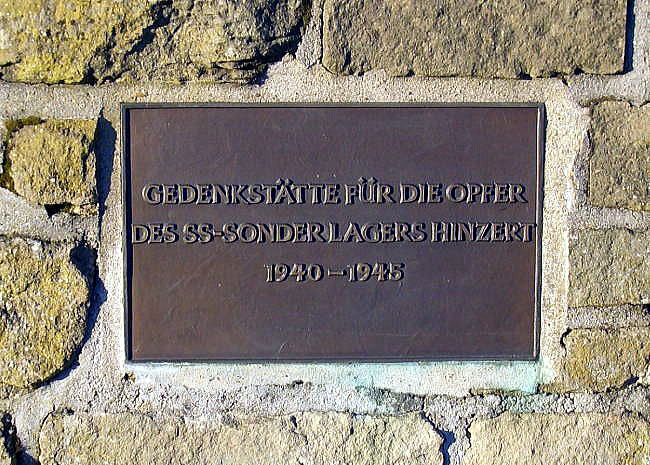 GEDENKSTÄTTE FÜR DIE OPFER
DES SS-SONDERLAGERS HINZERT
1940 – 1945